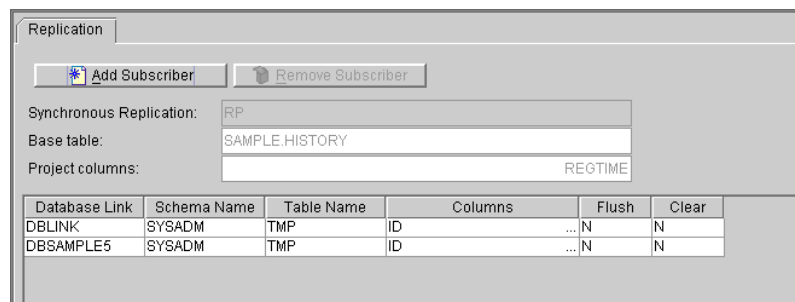 Replication
Add Subscriber Remove Subscriber
Synchronous Replication: RP
Base table: SAMPLE.HISTORY
Project columns: REGTIME
Database Link Schema Name Table Name Columns Flush Clear
DBLINK SYSADM TMP ID ... N N
DBSAMPLE5 SYSADM TMP ID ... N N